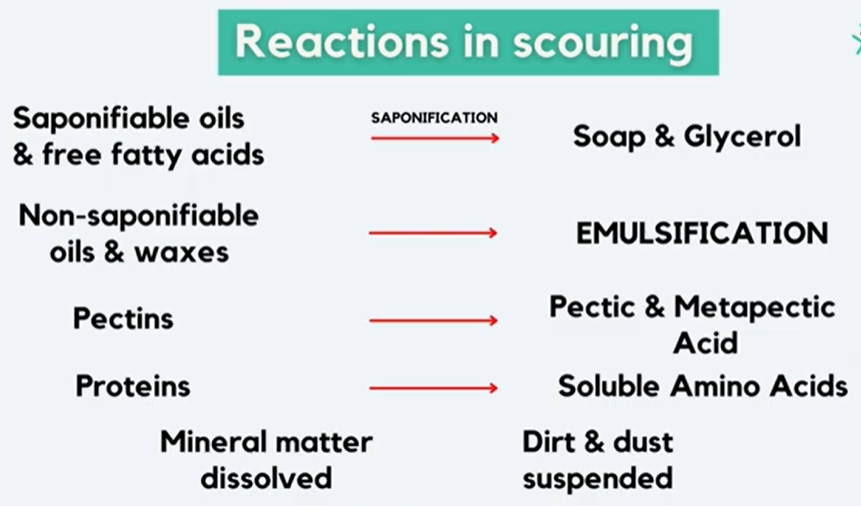 Reactions in scouring
Saponifiable oils
& free fatty acids
SAPONIFICATION
Soap & Glycerol
Non-saponifiable
oils & waxes
EMULSIFICATION
Pectins
Pectic & Metapectic
Acid
Proteins
Soluble Amino Acids
Mineral matter
dissolved
Dirt & dust
suspended